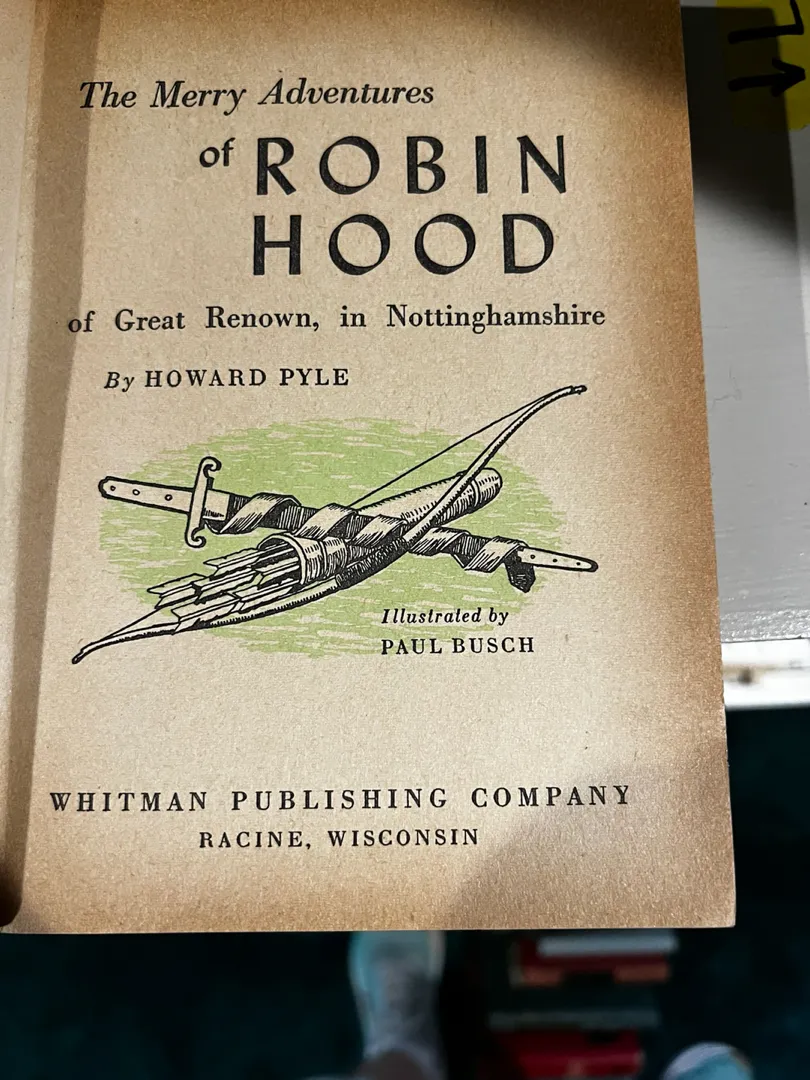 The Merry Adventures
of ROBIN
HOOD
of Great Renown, in Nottinghamshire
By HOWARD PYLE
Illustrated by
PAUL BUSCH
WHITMAN PUBLISHING COMPANY
RACINE, WISCONSIN